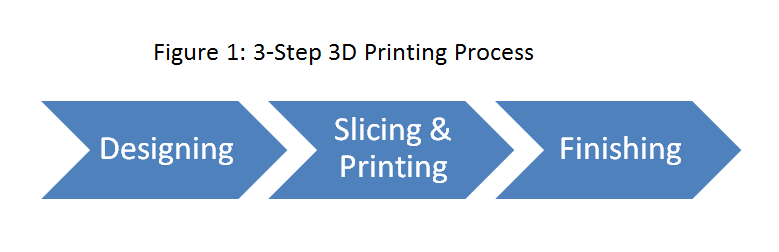 Figure 1: 3-Step 3D Printing Process
Designing
Slicing &
Printing
Finishing